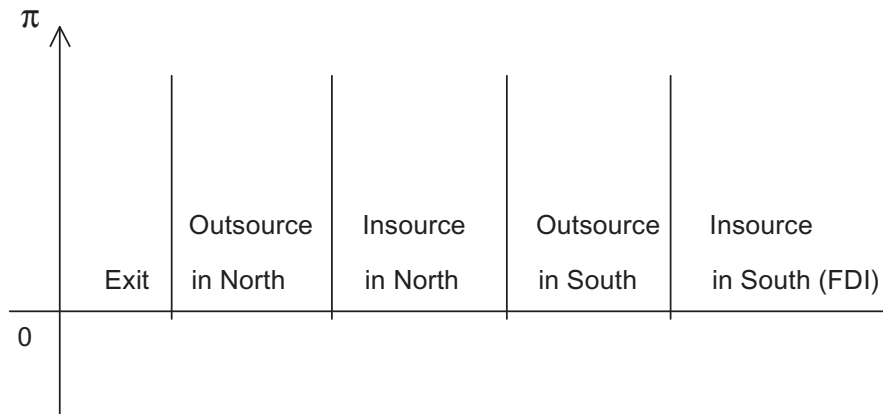 π
Outsource Insource Outsource Insource
Exit in North in North in South in South (FDI)
0